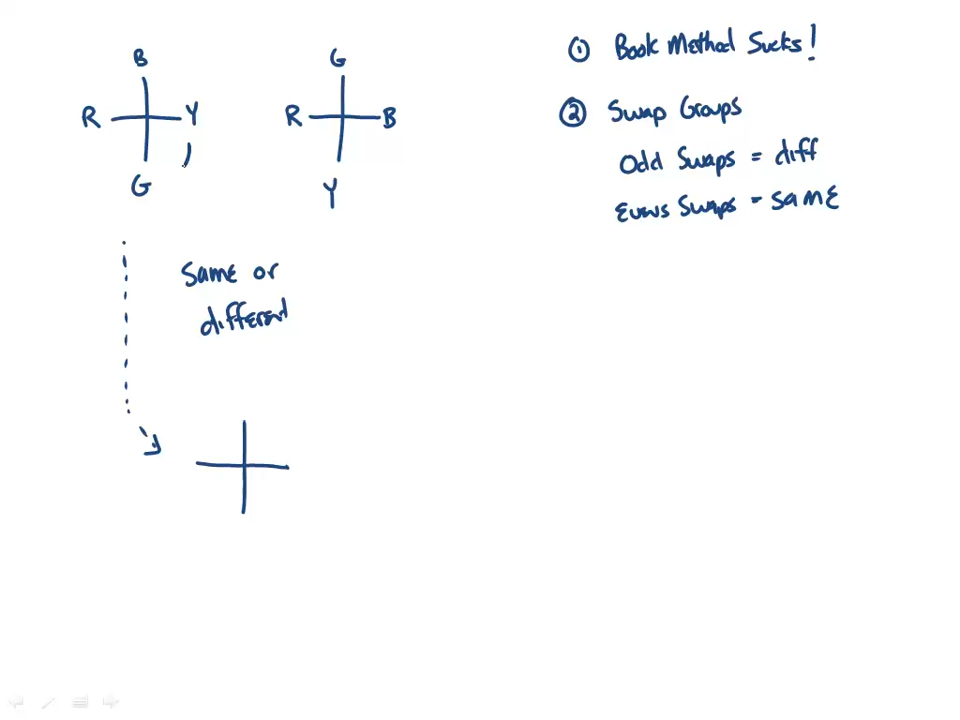 B
R Y
G
G
R B
Y
Same or
different
① Book Method Sucks!
② Swap Groups
Odd Swaps = diff
Evens Swaps = same